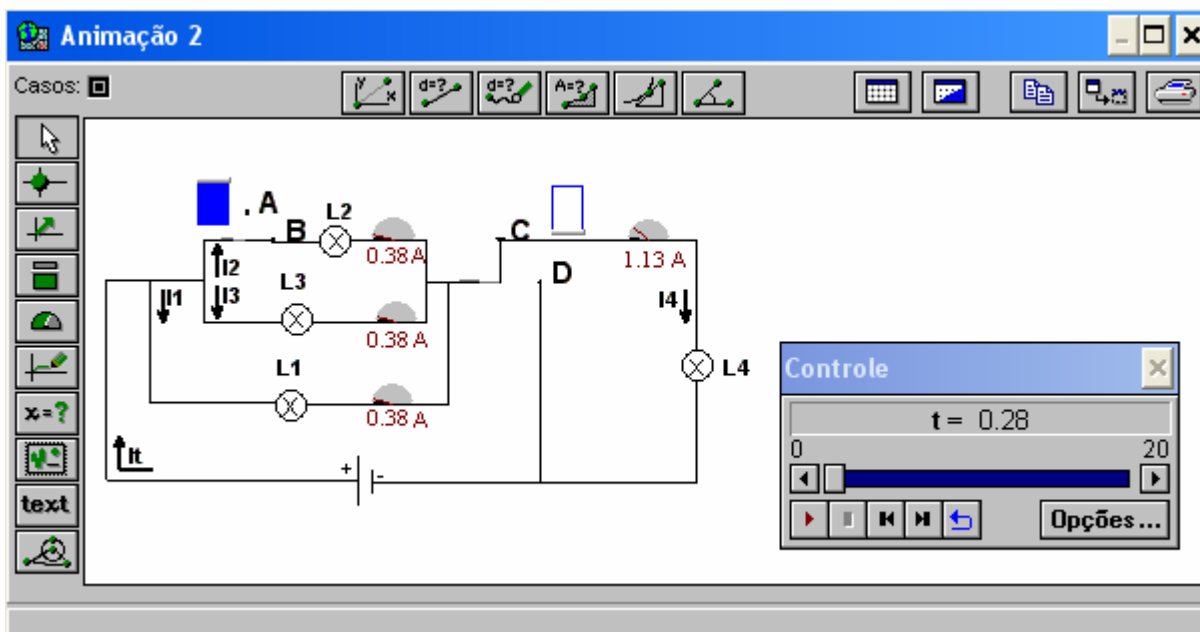 Animação 2
Casos:
y x d=? d=? A=?
x=?
text
. A
B L2
0.38 A
I2
I3
L3
0.38 A
I1
L1
0.38 A
It
+ -
C
D
1.13 A
I4
L4
Controle
t = 0.28
0 20
Opções...